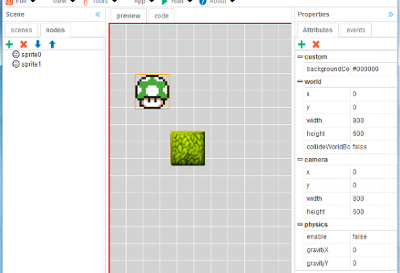 File View Tools App Run About
Scene
scenes nodes
sprite0
sprite1
preview code
Properties
Attributes events
custom
backgroundCo #000000
world
x 0
y 0
width 800
height 600
collideWorldBo false
camera
x 0
y 0
width 800
height 600
physics
enable false
gravityX 0
gravityY 0